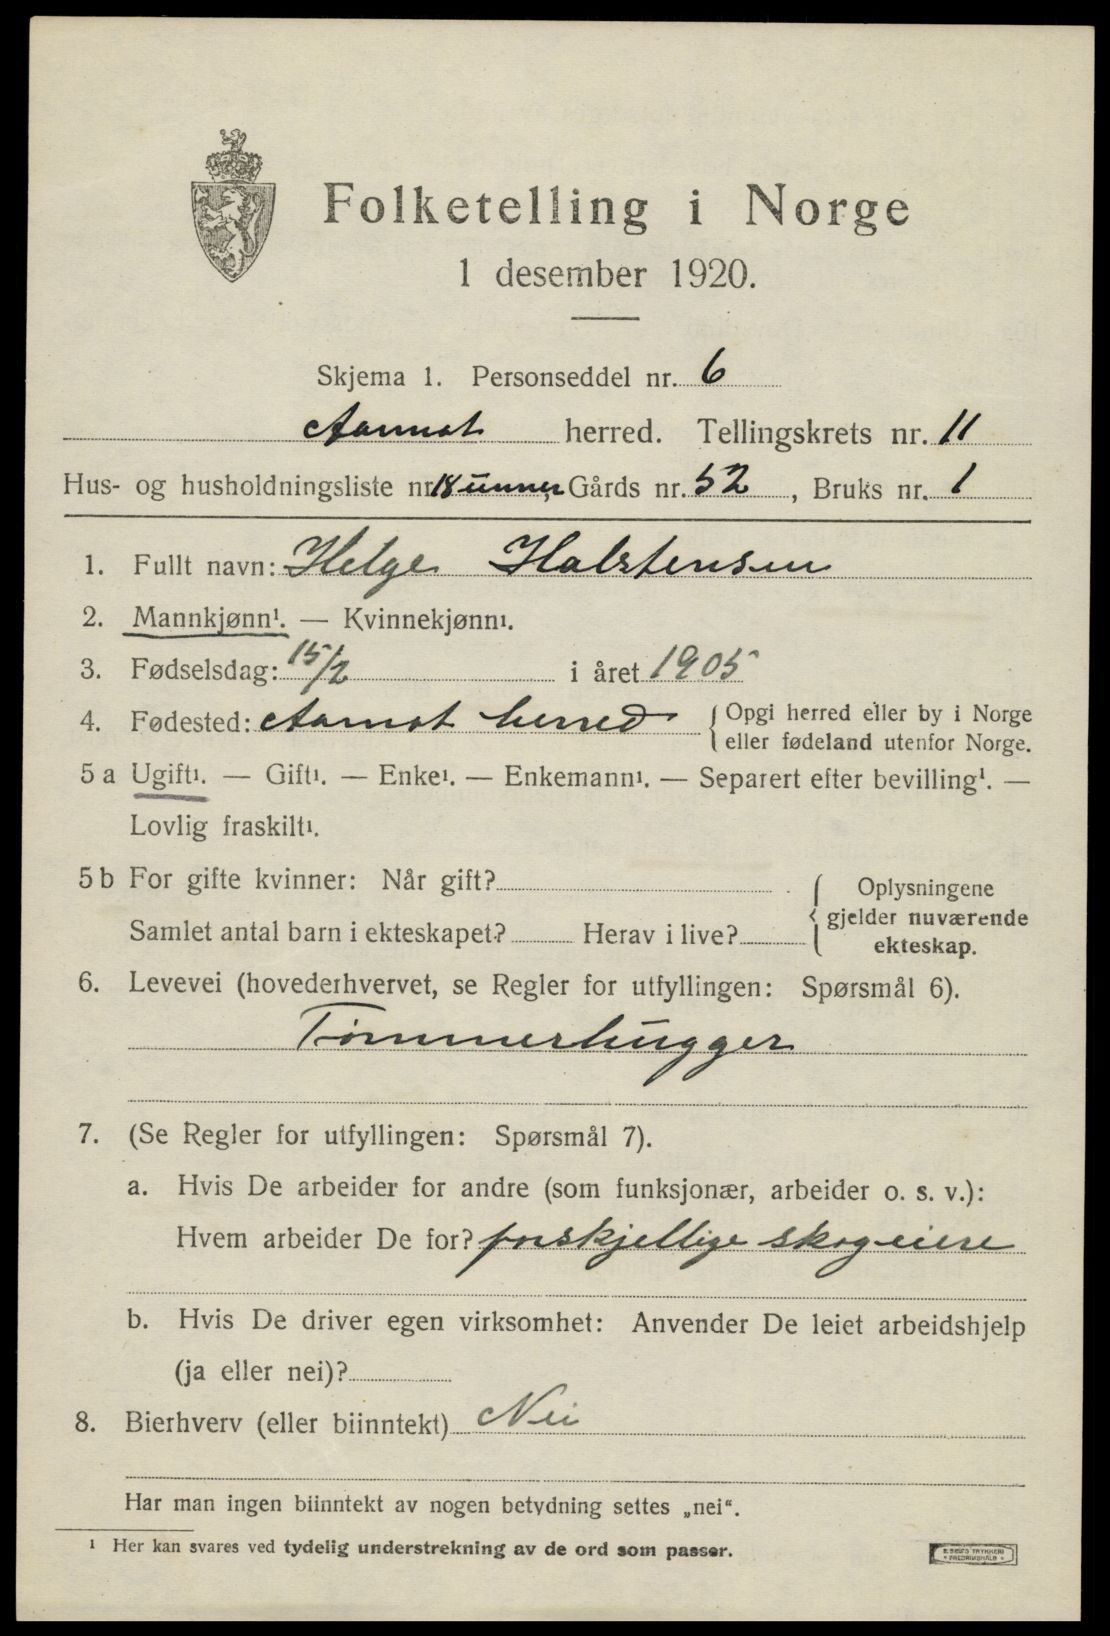 Folketelling i Norge
1 desember 1920.
Skjema 1. Personseddel nr. 6
Aamot herred. Tellingskrets nr. 11
Hus- og husholdningsliste nr. 18 Gårds nr. 52, Bruks nr. 1
1. Fullt navn: Helge Halstensen
2. Mannkjønn¹. — Kvinnekjønn¹.
3. Fødselsdag: 15/2 i året 1905
4. Fødested: Aamot herred { Opgi herred eller by i Norge
eller fødeland utenfor Norge.
5 a Ugift¹. — Gift¹. — Enke¹. — Enkemann¹. — Separert efter bevilling¹. —
Lovlig fraskilt¹.
5 b For gifte kvinner: Når gift?
Samlet antal barn i ekteskapet? Herav i live?
{ Oplysningene
gjelder nuværende
ekteskap.
6. Levevei (hovederhvervet, se Regler for utfyllingen: Spørsmål 6).
Tømmerhugger
7. (Se Regler for utfyllingen: Spørsmål 7).
a. Hvis De arbeider for andre (som funksjonær, arbeider o. s. v.):
Hvem arbeider De for? forskjellige skogeiere
b. Hvis De driver egen virksomhet: Anvender De leiet arbeidshjelp
(ja eller nei)?
8. Bierhverv (eller biinntekt) Nei
Har man ingen biinntekt av nogen betydning settes „nei“.
¹ Her kan svares ved tydelig understrekning av de ord som passer.